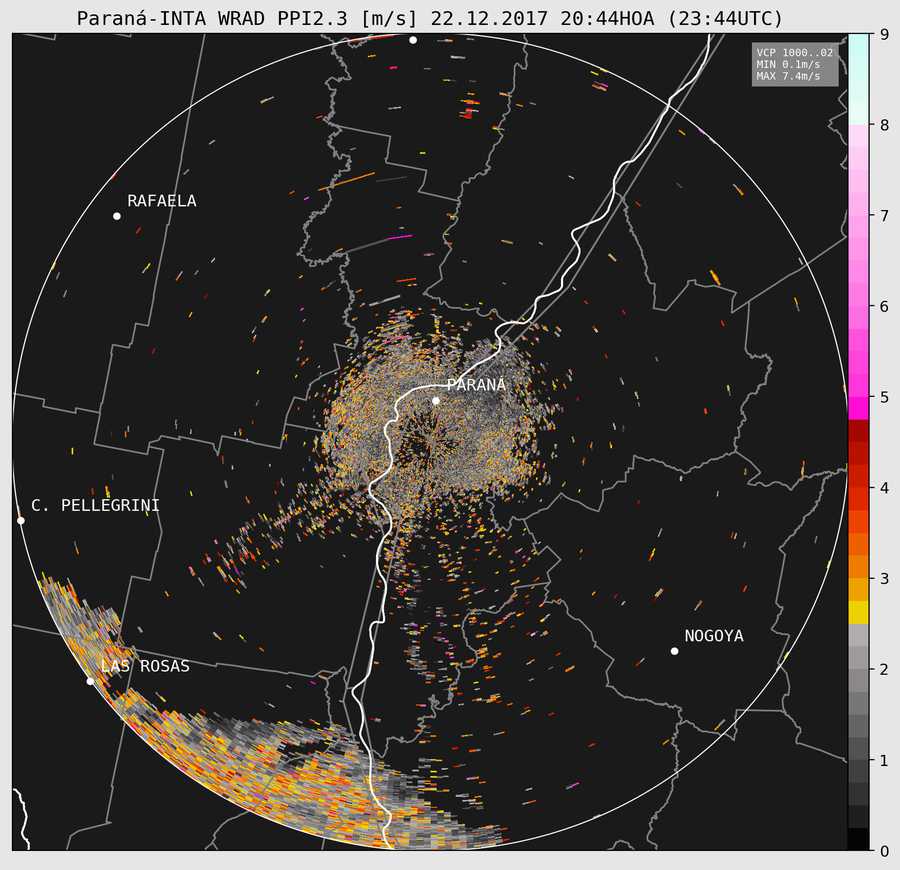 Paraná-INTA WRAD PPI2.3 [m/s] 22.12.2017 20:44HOA (23:44UTC)
VCP 1000..02
MIN 0.1m/s
MAX 7.4m/s
RAFAELA
PARANÁ
C. PELLEGRINI
NOGOYA
LAS ROSAS
9
8
7
6
5
4
3
2
1
0